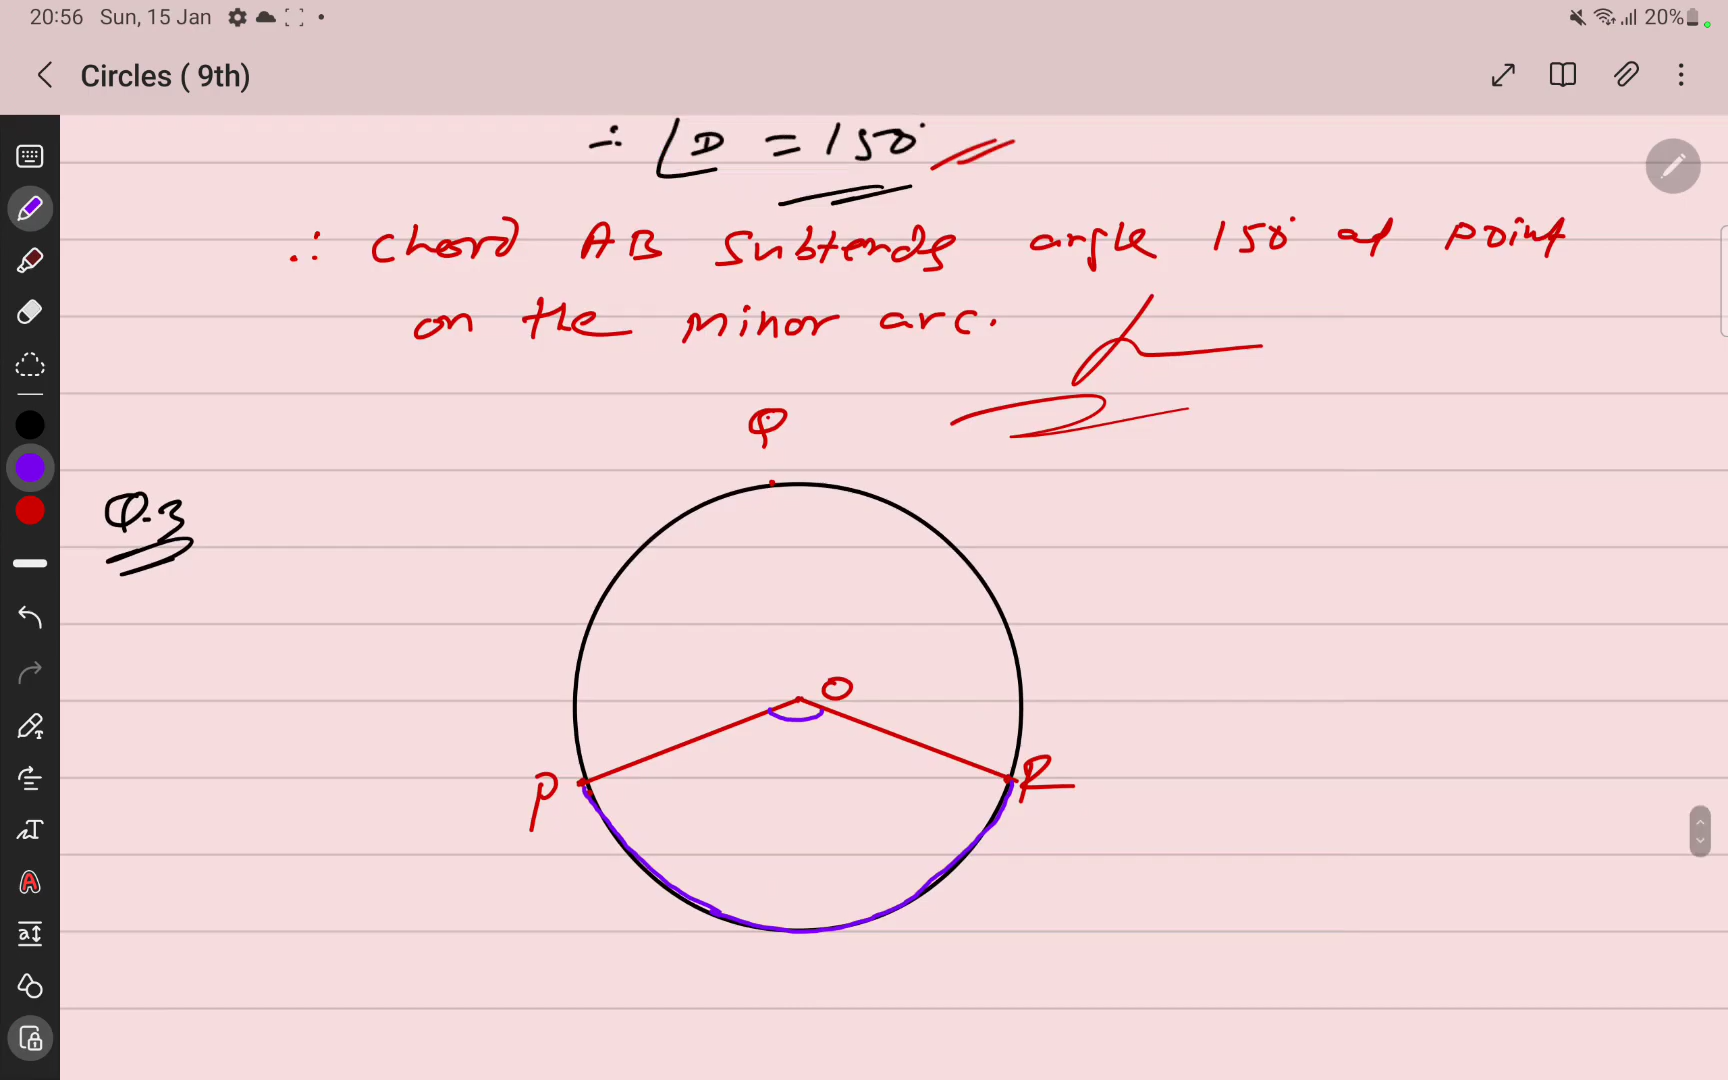 20:56 Sun, 15 Jan
20%
Circles ( 9th)
∴ ∠D = 150°
∴ chord AB subtends angle 150° at point
on the minor arc.
Q
Q.3
O
P
R